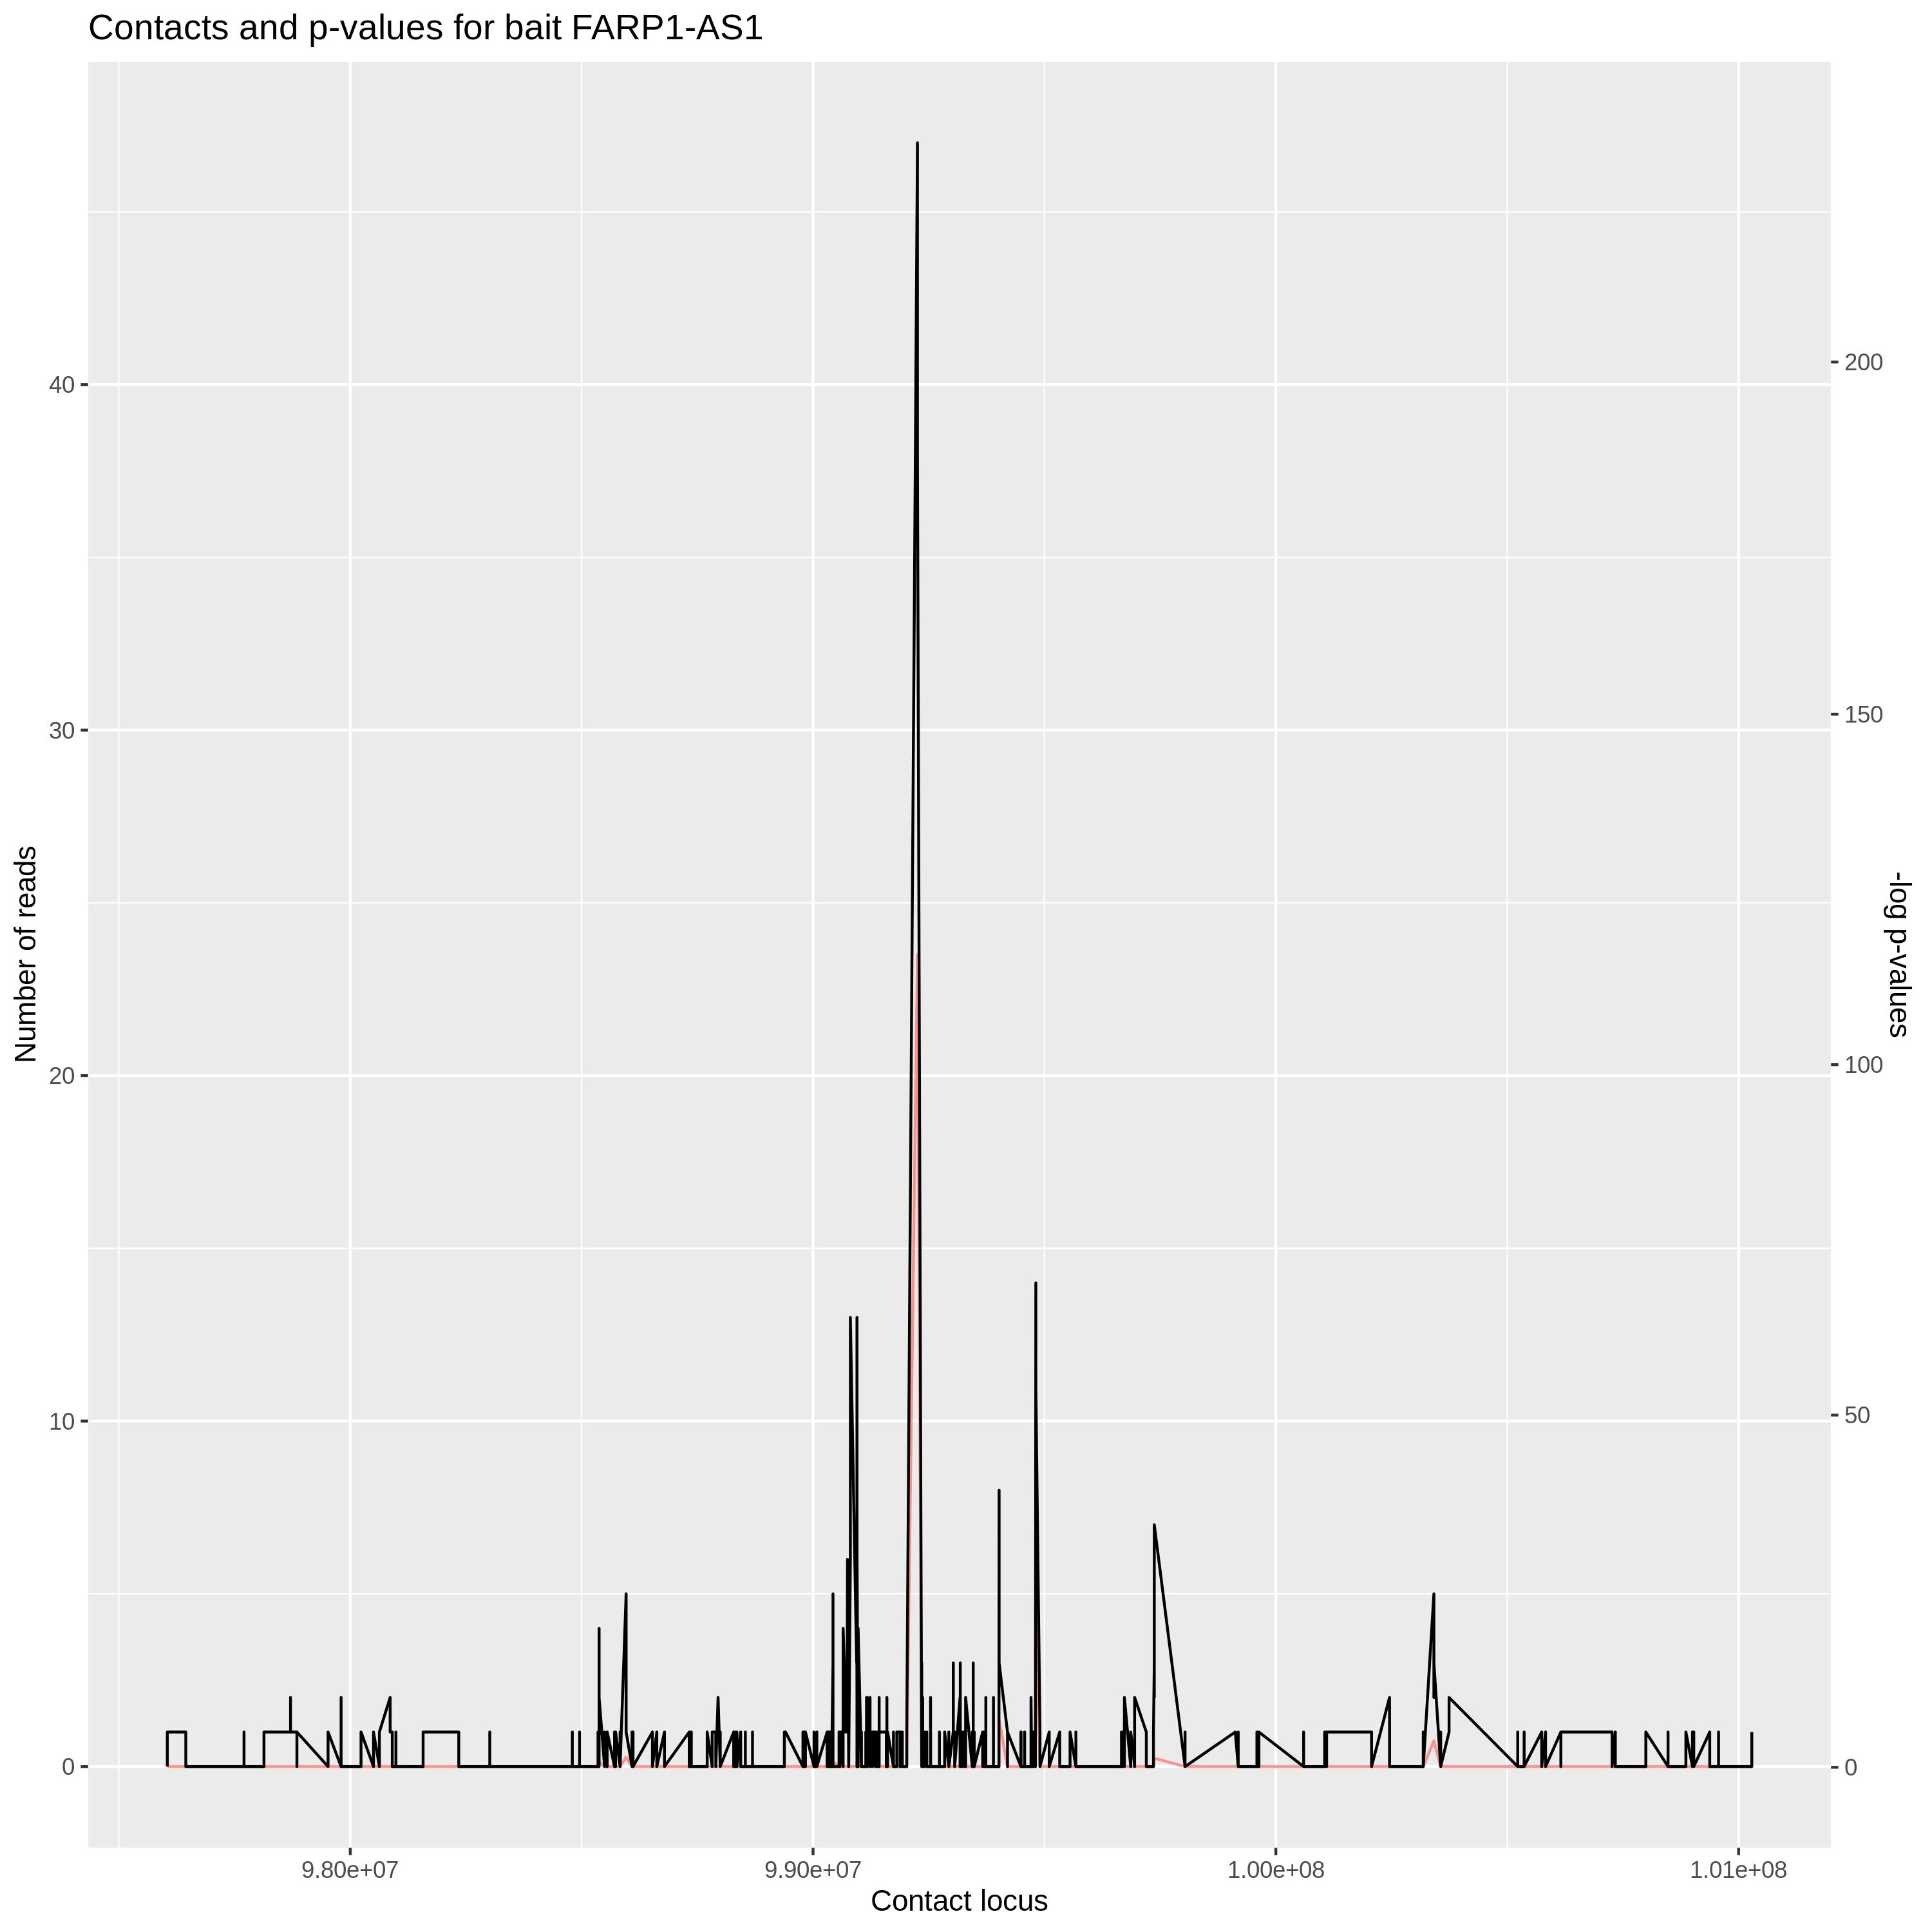 Contacts and p-values for bait FARP1-AS1
Number of reads
40
30
20
10
0
200
150
100
50
0
-log p-values
9.80e+07
9.90e+07
1.00e+08
1.01e+08
Contact locus